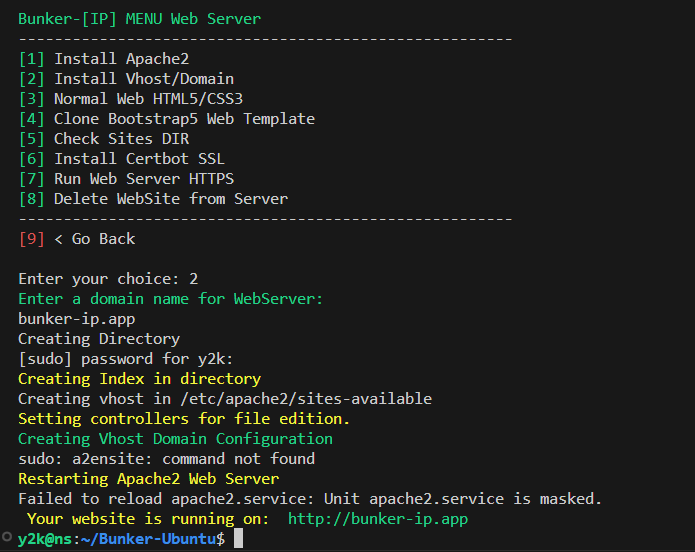 Bunker-[IP] MENU Web Server
-------------------------------------------------------
[1] Install Apache2
[2] Install Vhost/Domain
[3] Normal Web HTML5/CSS3
[4] Clone Bootstrap5 Web Template
[5] Check Sites DIR
[6] Install Certbot SSL
[7] Run Web Server HTTPS
[8] Delete WebSite from Server
-------------------------------------------------------
[9] < Go Back
Enter your choice: 2
Enter a domain name for WebServer:
bunker-ip.app
Creating Directory
[sudo] password for y2k:
Creating Index in directory
Creating vhost in /etc/apache2/sites-available
Setting controllers for file edition.
Creating Vhost Domain Configuration
sudo: a2ensite: command not found
Restarting Apache2 Web Server
Failed to reload apache2.service: Unit apache2.service is masked.
Your website is running on:  http://bunker-ip.app
y2k@ns:~/Bunker-Ubuntu$